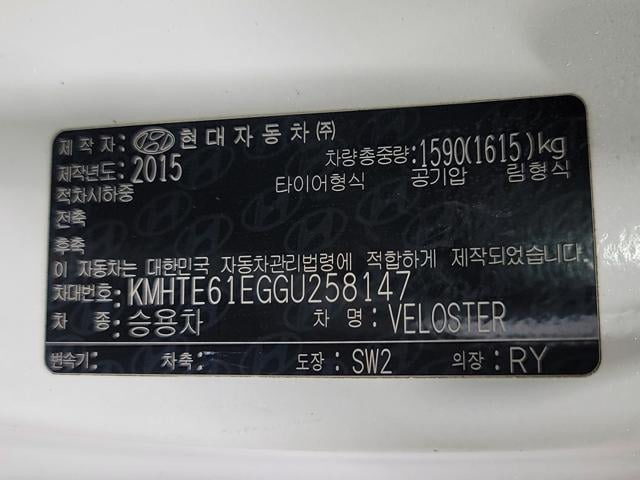 제 작 자: 현대자동차㈜
제작년도: 2015 차량총중량:1590(1615)kg
적차시하중 타이어형식 공기압 림형식
전축
후축
이 자동차는 대한민국 자동차관리법령에 적합하게 제작되었습니다.
차대번호: KMHTE61EGGU258147
차 종: 승용차 차 명: VELOSTER
변속기: 차축: 도장: SW2 의장: RY